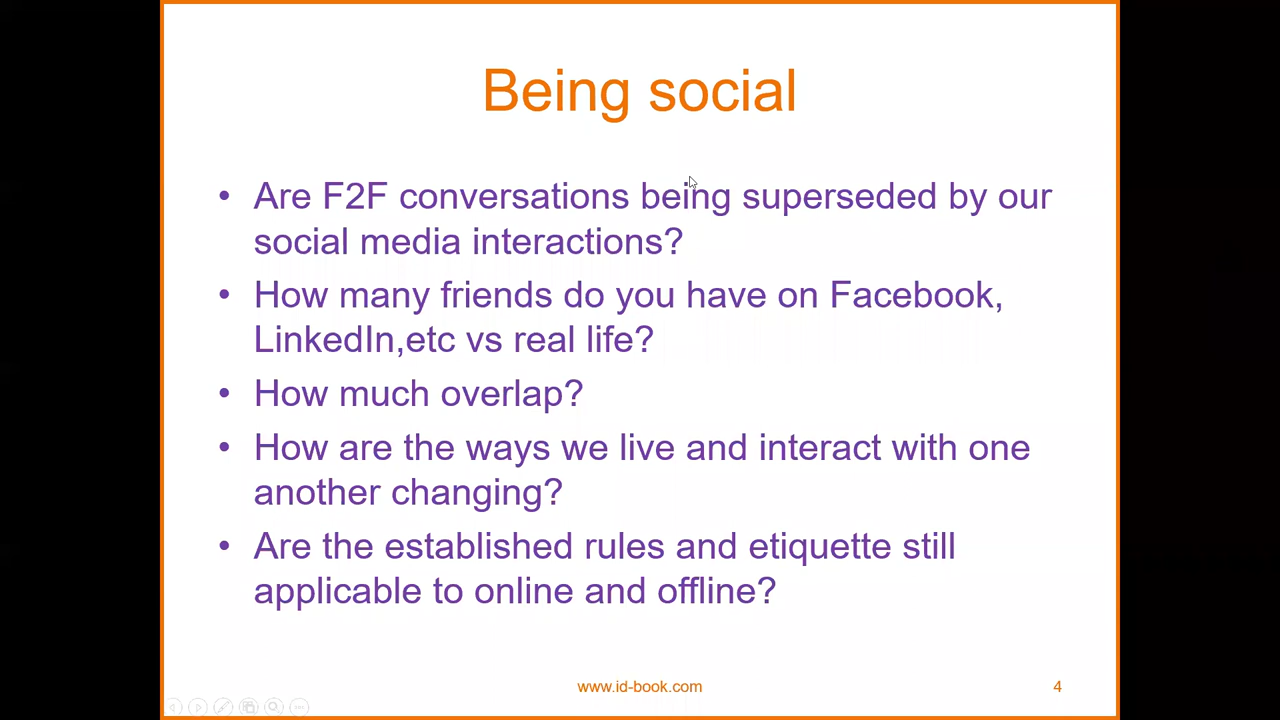 Being social
• Are F2F conversations being superseded by our
social media interactions?
• How many friends do you have on Facebook,
LinkedIn,etc vs real life?
• How much overlap?
• How are the ways we live and interact with one
another changing?
• Are the established rules and etiquette still
applicable to online and offline?
www.id-book.com
4